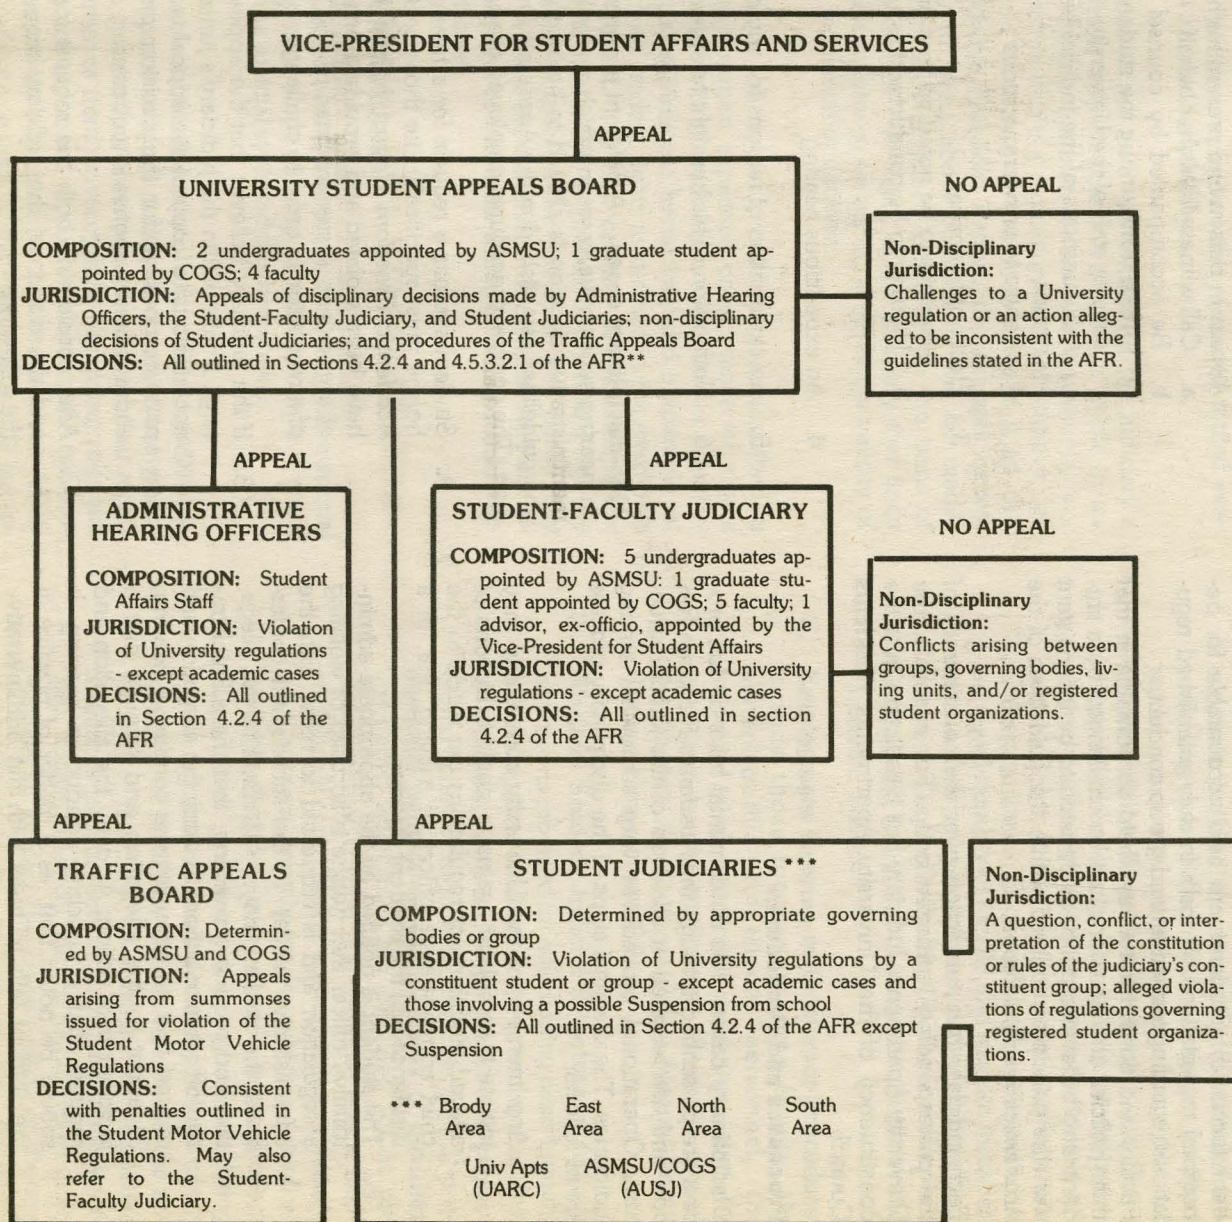 VICE-PRESIDENT FOR STUDENT AFFAIRS AND SERVICES
APPEAL
UNIVERSITY STUDENT APPEALS BOARD
COMPOSITION: 2 undergraduates appointed by ASMSU; 1 graduate student ap-
pointed by COGS; 4 faculty
JURISDICTION: Appeals of disciplinary decisions made by Administrative Hearing
Officers, the Student-Faculty Judiciary, and Student Judiciaries; non-disciplinary
decisions of Student Judiciaries; and procedures of the Traffic Appeals Board
DECISIONS: All outlined in Sections 4.2.4 and 4.5.3.2.1 of the AFR**
NO APPEAL
Non-Disciplinary
Jurisdiction:
Challenges to a University
regulation or an action alleg-
ed to be inconsistent with the
guidelines stated in the AFR.
APPEAL
ADMINISTRATIVE
HEARING OFFICERS
COMPOSITION: Student
Affairs Staff
JURISDICTION: Violation
of University regulations
- except academic cases
DECISIONS: All outlined
in Section 4.2.4 of the
AFR
APPEAL
STUDENT-FACULTY JUDICIARY
COMPOSITION: 5 undergraduates ap-
pointed by ASMSU: 1 graduate stu-
dent appointed by COGS; 5 faculty; 1
advisor, ex-officio, appointed by the
Vice-President for Student Affairs
JURISDICTION: Violation of University
regulations - except academic cases
DECISIONS: All outlined in section
4.2.4 of the AFR
NO APPEAL
Non-Disciplinary
Jurisdiction:
Conflicts arising between
groups, governing bodies, liv-
ing units, and/or registered
student organizations.
APPEAL
TRAFFIC APPEALS
BOARD
COMPOSITION: Determin-
ed by ASMSU and COGS
JURISDICTION: Appeals
arising from summonses
issued for violation of the
Student Motor Vehicle
Regulations
DECISIONS: Consistent
with penalties outlined in
the Student Motor Vehicle
Regulations. May also
refer to the Student-
Faculty Judiciary.
APPEAL
STUDENT JUDICIARIES ***
COMPOSITION: Determined by appropriate governing
bodies or group
JURISDICTION: Violation of University regulations by a
constituent student or group - except academic cases and
those involving a possible Suspension from school
DECISIONS: All outlined in Section 4.2.4 of the AFR except
Suspension
*** Brody East North South
Area Area Area Area
Univ Apts ASMSU/COGS
(UARC) (AUSJ)
Non-Disciplinary
Jurisdiction:
A question, conflict, or inter-
pretation of the constitution
or rules of the judiciary's con-
stituent group; alleged viola-
tions of regulations governing
registered student organiza-
tions.